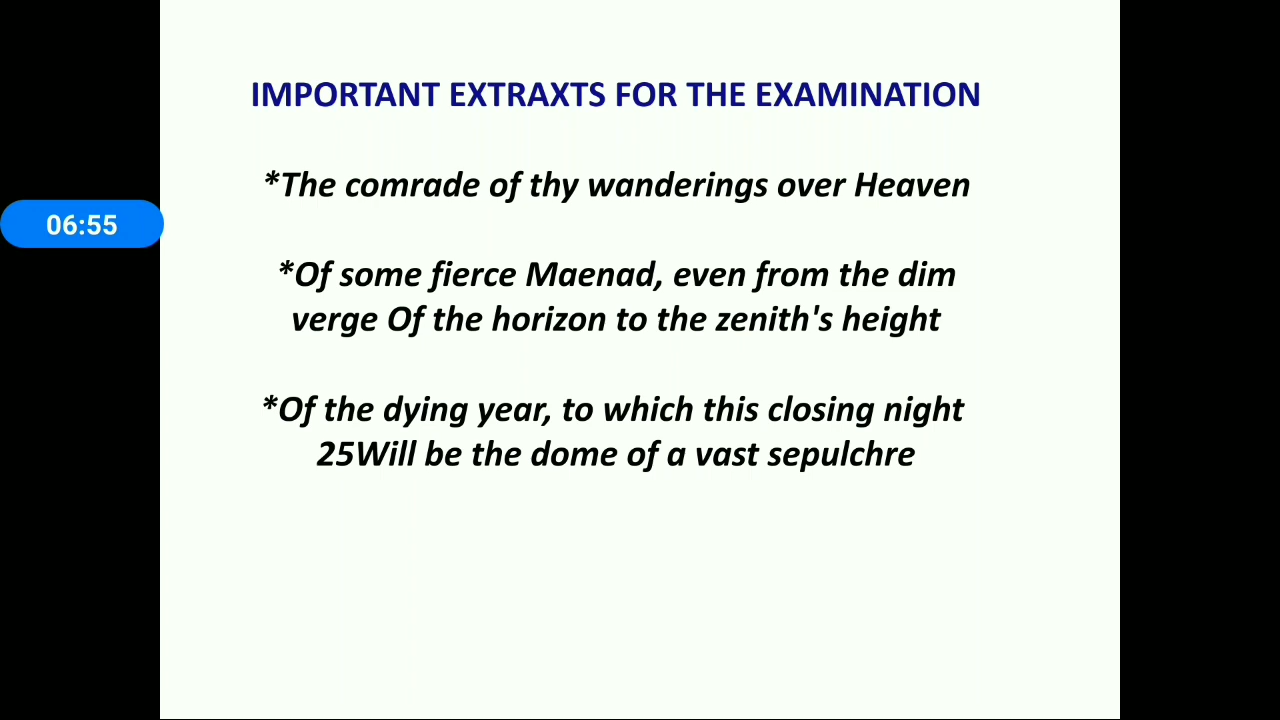 IMPORTANT EXTRAXTS FOR THE EXAMINATION
*The comrade of thy wanderings over Heaven
06:55
*Of some fierce Maenad, even from the dim
verge Of the horizon to the zenith's height
*Of the dying year, to which this closing night
25Will be the dome of a vast sepulchre